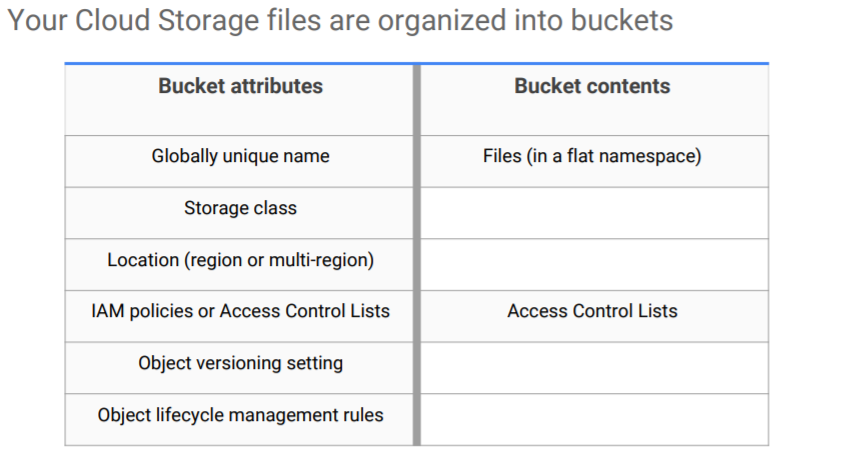 Your Cloud Storage files are organized into buckets
Bucket attributes
Bucket contents
Globally unique name
Files (in a flat namespace)
Storage class
Location (region or multi-region)
IAM policies or Access Control Lists
Access Control Lists
Object versioning setting
Object lifecycle management rules